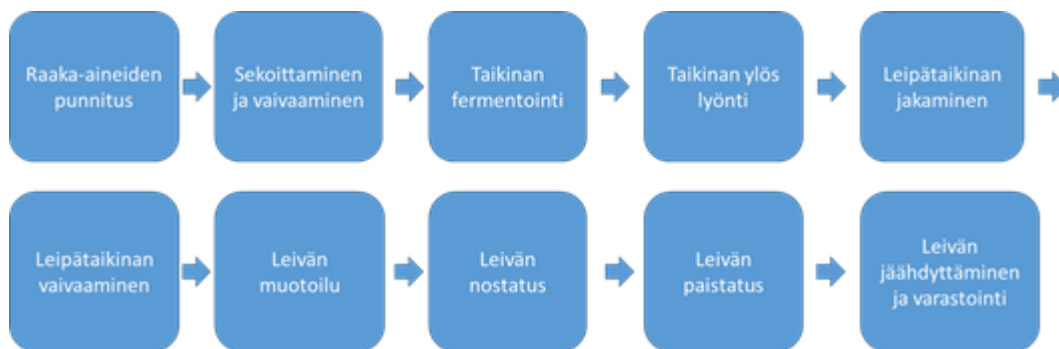 Raaka-aineiden
punnitus
Sekoittaminen
ja vaivaaminen
Taikinan
fermentointi
Taikinan ylös
lyönti
Leipätaikinan
jakaminen
Leipätaikinan
vaivaaminen
Leivän
muotoilu
Leivän
nostatus
Leivän
paistatus
Leivän
jäähdyttäminen
ja varastointi